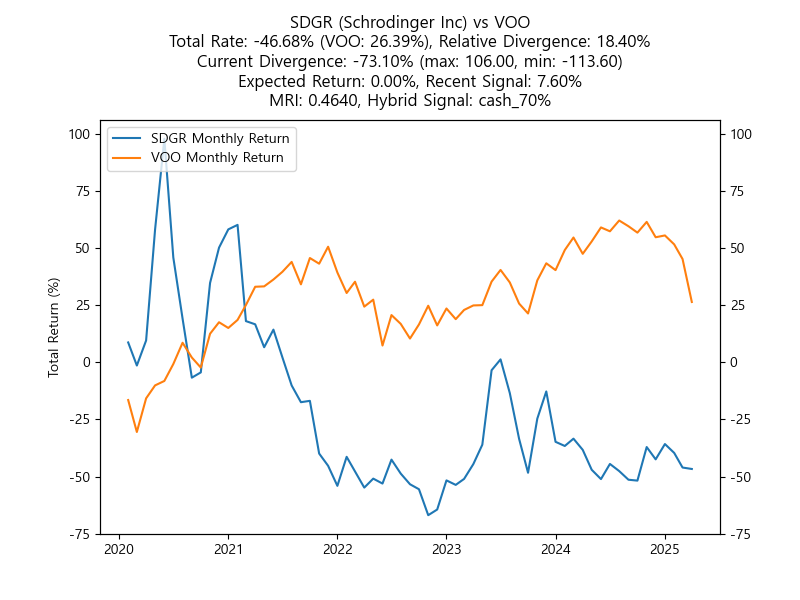 SDGR (Schrodinger Inc) vs VOO
Total Rate: -46.68% (VOO: 26.39%), Relative Divergence: 18.40%
Current Divergence: -73.10% (max: 106.00, min: -113.60)
Expected Return: 0.00%, Recent Signal: 7.60%
MRI: 0.4640, Hybrid Signal: cash_70%
SDGR Monthly Return
VOO Monthly Return
Total Return (%)
100
75
50
25
0
-25
-50
-75
100
75
50
25
0
-25
-50
-75
2020
2021
2022
2023
2024
2025